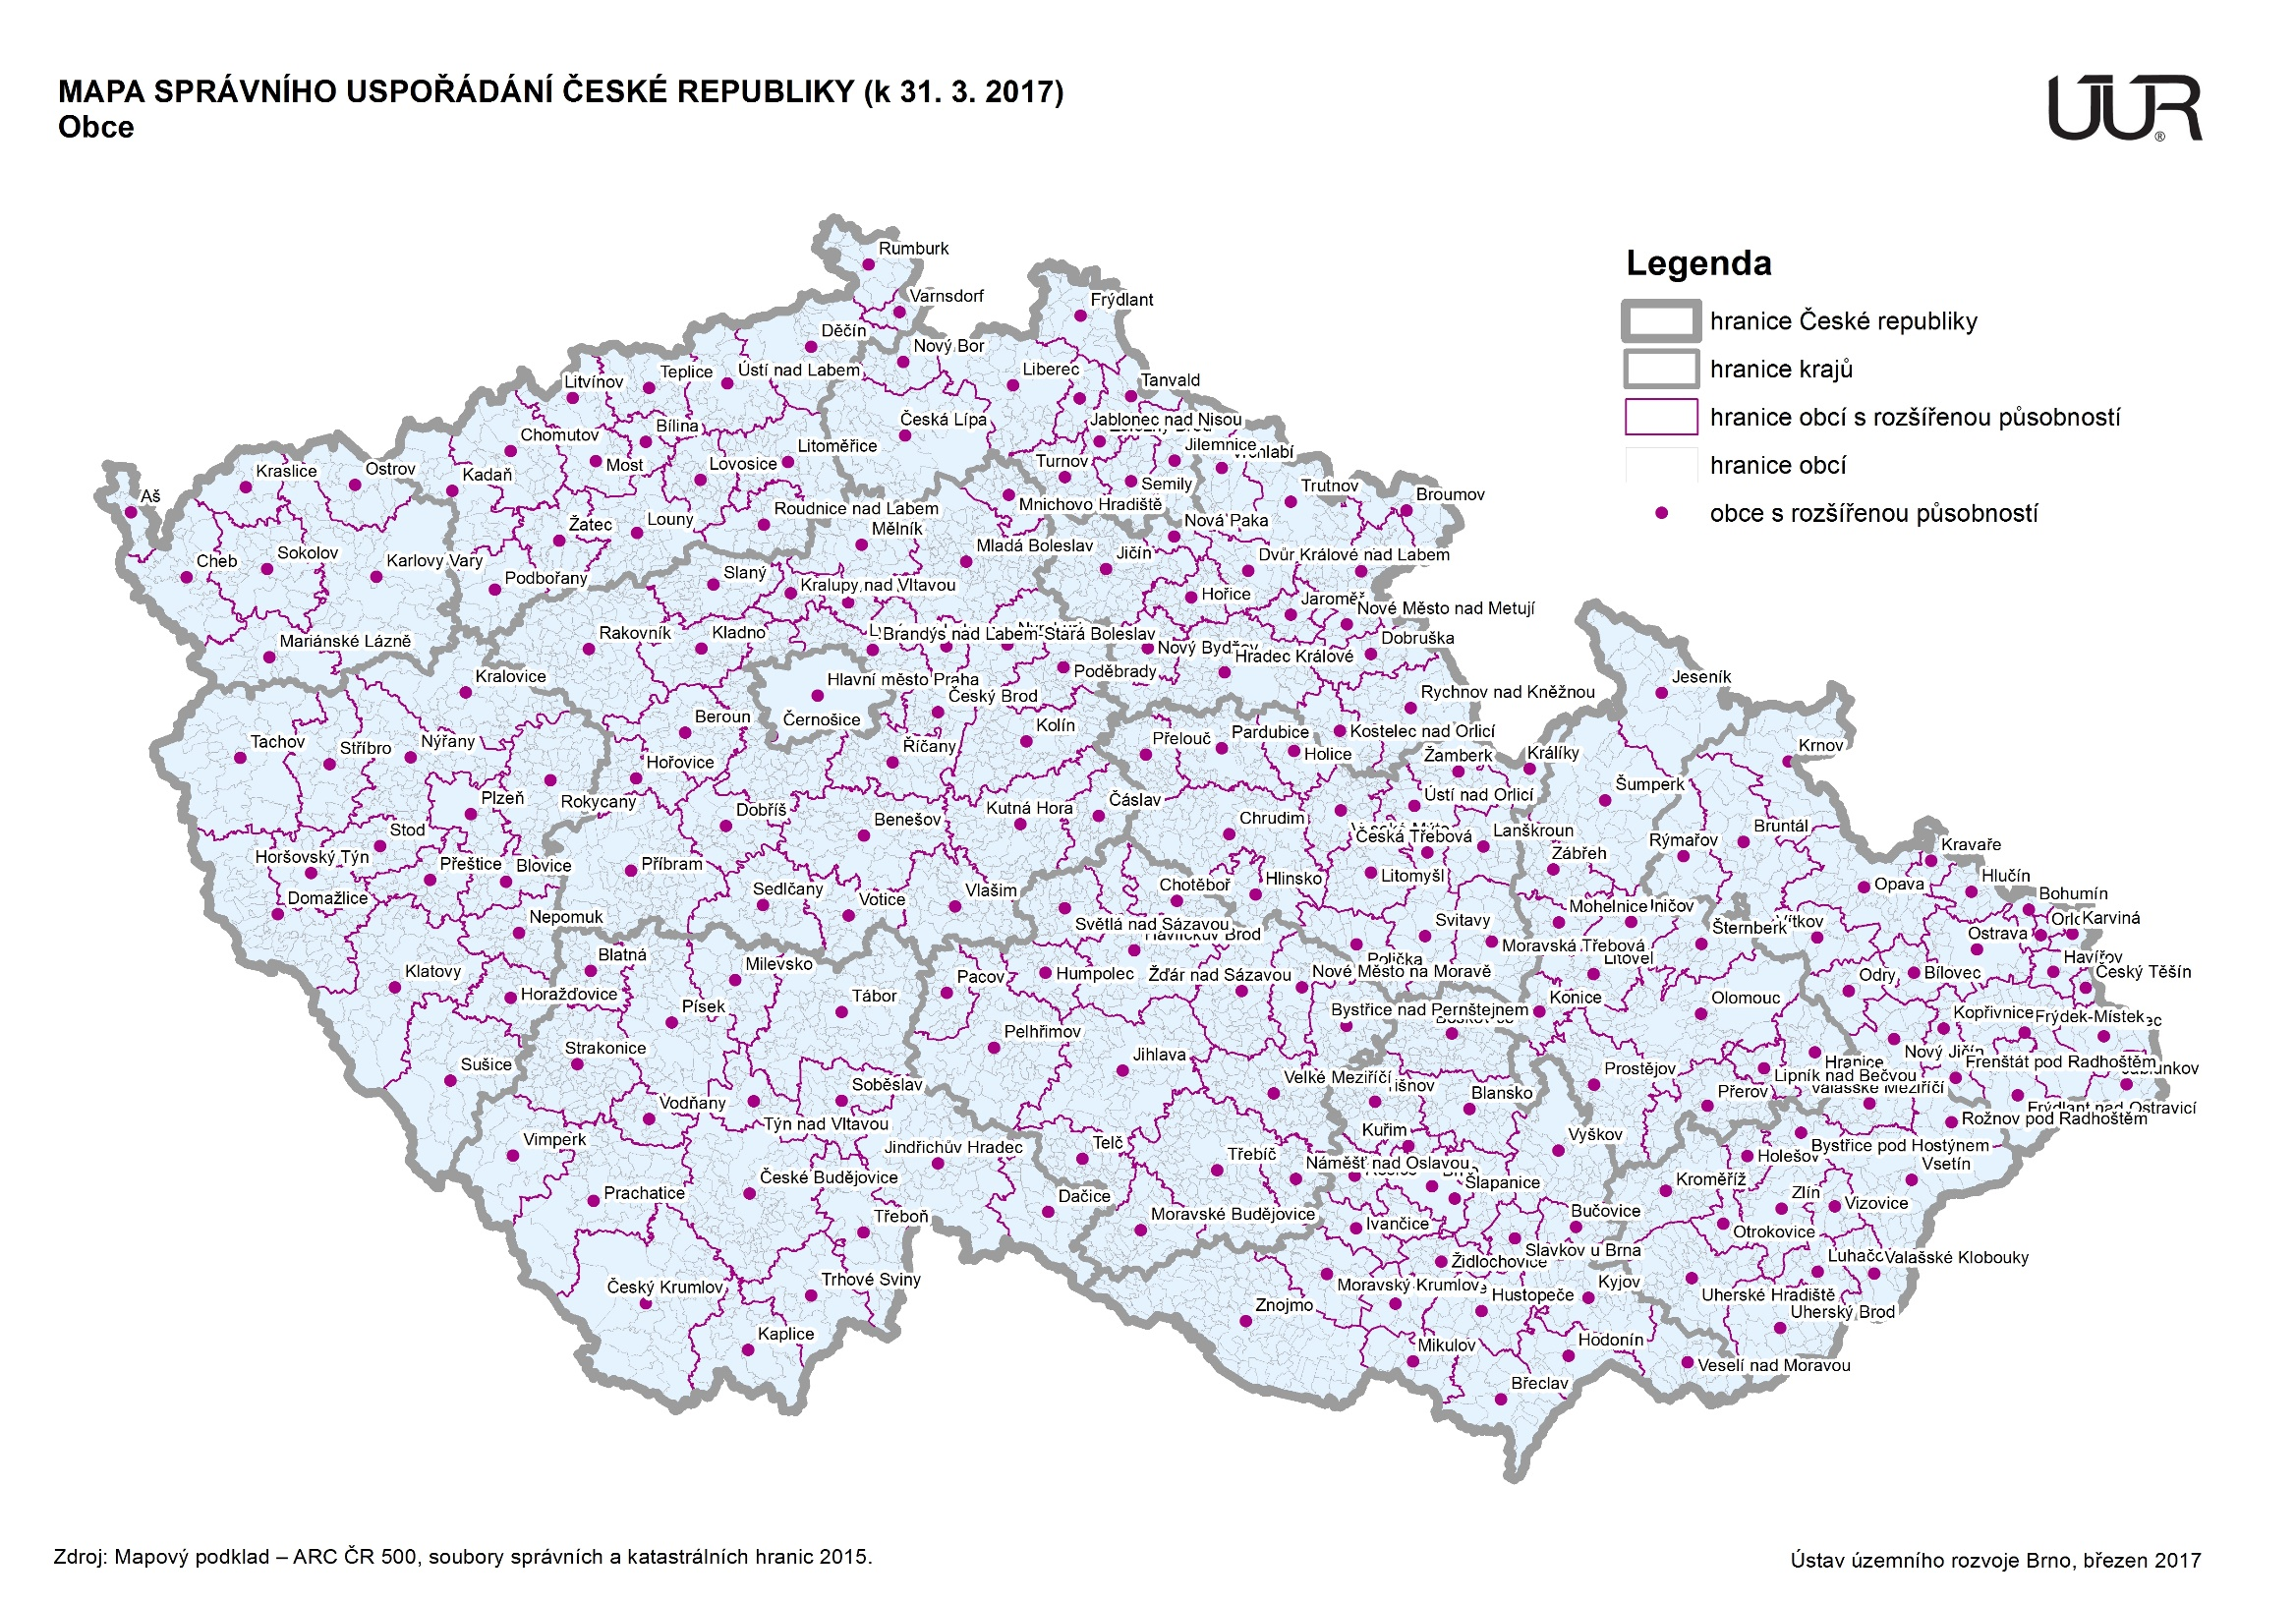 MAPA SPRÁVNÍHO USPOŘÁDÁNÍ ČESKÉ REPUBLIKY (k 31. 3. 2017)
Obce
UUR
®
Legenda
hranice České republiky
hranice krajů
hranice obcí s rozšířenou působností
hranice obcí
obce s rozšířenou působností
Rumburk
Varnsdorf
Frýdlant
Děčín
Nový Bor
Liberec
Tanvald
Litvínov
Teplice
Ústí nad Labem
Česká Lípa
Jablonec nad Nisou
Chomutov
Bílina
Litoměřice
Jilemnice
Kraslice
Ostrov
Kadaň
Most
Lovosice
Turnov
Semily
Trutnov
Broumov
Aš
Roudnice nad Labem
Mnichovo Hradiště
Žatec
Louny
Mělník
Nová Paka
Cheb
Sokolov
Karlovy Vary
Mladá Boleslav
Jičín
Dvůr Králové nad Labem
Podbořany
Slaný
Kralupy nad Vltavou
Hořice
Jaroměř
Nové Město nad Metují
Mariánské Lázně
Rakovník
Kladno
Brandýs nad Labem-Stará Boleslav
Nový Bydžov
Hradec Králové
Dobruška
Kralovice
Hlavní město Praha
Poděbrady
Český Brod
Rychnov nad Kněžnou
Jeseník
Beroun
Černošice
Kolín
Přelouč
Pardubice
Kostelec nad Orlicí
Tachov
Stříbro
Nýřany
Říčany
Holice
Žamberk
Králíky
Krnov
Hořovice
Plzeň
Rokycany
Dobříš
Benešov
Kutná Hora
Čáslav
Chrudim
Ústí nad Orlicí
Šumperk
Stod
Česká Třebová
Lanškroun
Bruntál
Horšovský Týn
Přeštice
Blovice
Příbram
Zábřeh
Rýmařov
Kravaře
Domažlice
Sedlčany
Votice
Vlašim
Chotěboř
Hlinsko
Litomyšl
Opava
Hlučín
Bohumín
Nepomuk
Světlá nad Sázavou
Havlíčkův Brod
Svitavy
Mohelnice
Šternberk
Vítkov
Karviná
Ostrava
Klatovy
Blatná
Milevsko
Pacov
Humpolec
Žďár nad Sázavou
Polička
Nové Město na Moravě
Moravská Třebová
Litovel
Havířov
Český Těšín
Horažďovice
Písek
Tábor
Konice
Olomouc
Odry
Bílovec
Pelhřimov
Bystřice nad Pernštejnem
Kopřivnice
Frýdek-Místek
Strakonice
Jihlava
Nový Jičín
Sušice
Soběslav
Velké Meziříčí
Prostějov
Hranice
Frenštát pod Radhoštěm
Vodňany
Týn nad Vltavou
Blansko
Přerov
Lipník nad Bečvou
Valašské Meziříčí
Frýdlant nad Ostravicí
Rožnov pod Radhoštěm
Vimperk
Jindřichův Hradec
Telč
Třebíč
Kuřim
Vyškov
Bystřice pod Hostýnem
Holešov
Vsetín
Prachatice
České Budějovice
Dačice
Náměšť nad Oslavou
Šlapanice
Kroměříž
Zlín
Vizovice
Třeboň
Moravské Budějovice
Ivančice
Bučovice
Otrokovice
Český Krumlov
Trhové Sviny
Slavkov u Brna
Židlochovice
Valašské Klobouky
Moravský Krumlov
Hustopeče
Kyjov
Uherské Hradiště
Uherský Brod
Kaplice
Znojmo
Mikulov
Hodonín
Veselí nad Moravou
Břeclav
Zdroj: Mapový podklad – ARC ČR 500, soubory správních a katastrálních hranic 2015.
Ústav územního rozvoje Brno, březen 2017